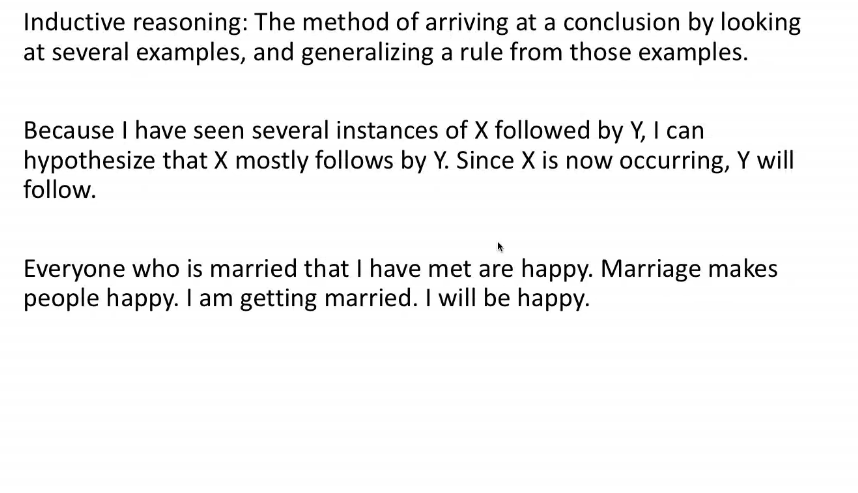 Inductive reasoning: The method of arriving at a conclusion by looking
at several examples, and generalizing a rule from those examples.
Because I have seen several instances of X followed by Y, I can
hypothesize that X mostly follows by Y. Since X is now occurring, Y will
follow.
Everyone who is married that I have met are happy. Marriage makes
people happy. I am getting married. I will be happy.